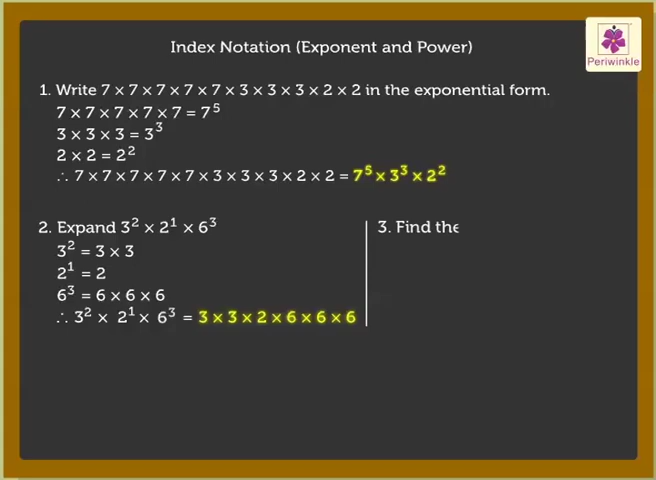 Index Notation (Exponent and Power)
Periwinkle
1. Write 7 × 7 × 7 × 7 × 7 × 3 × 3 × 3 × 2 × 2 in the exponential form.
7 × 7 × 7 × 7 × 7 = 7⁵
3 × 3 × 3 = 3³
2 × 2 = 2²
∴ 7 × 7 × 7 × 7 × 7 × 3 × 3 × 3 × 2 × 2 = 7⁵ × 3³ × 2²
2. Expand 3² × 2¹ × 6³
3² = 3 × 3
2¹ = 2
6³ = 6 × 6 × 6
∴ 3² × 2¹ × 6³ = 3 × 3 × 2 × 6 × 6 × 6
3. Find the